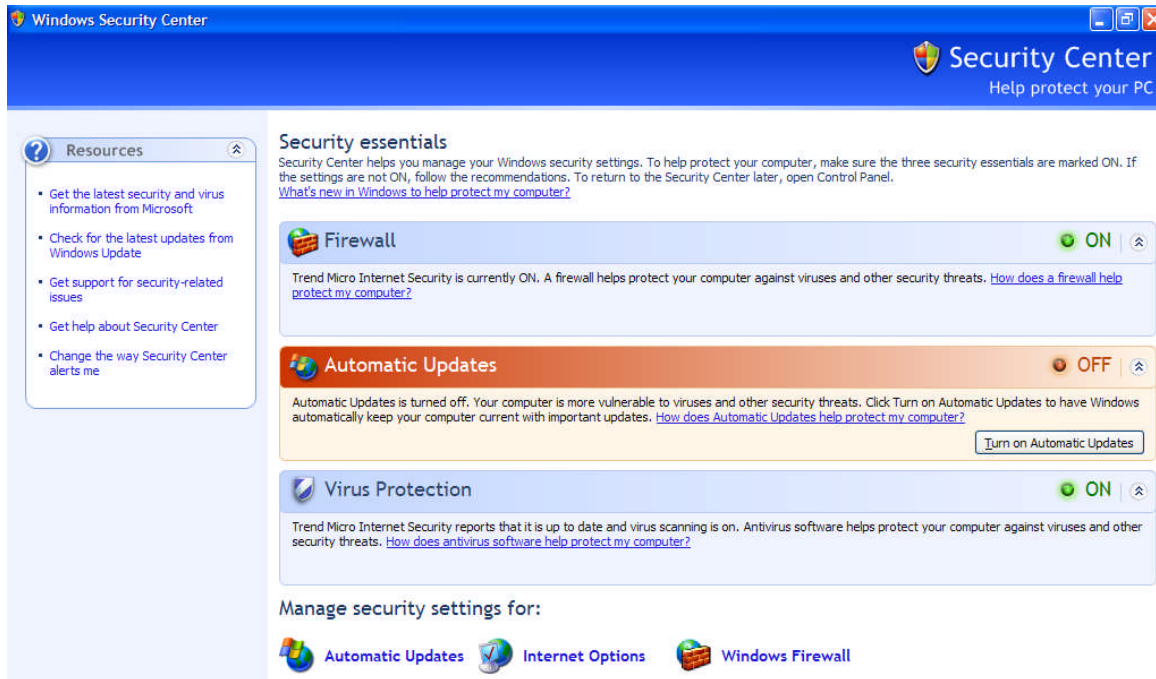 Windows Security Center
Security Center
Help protect your PC
Resources
Get the latest security and virus
information from Microsoft
Check for the latest updates from
Windows Update
Get support for security-related
issues
Get help about Security Center
Change the way Security Center
alerts me
Security essentials
Security Center helps you manage your Windows security settings. To help protect your computer, make sure the three security essentials are marked ON. If
the settings are not ON, follow the recommendations. To return to the Security Center later, open Control Panel.
What's new in Windows to help protect my computer?
Firewall ON
Trend Micro Internet Security is currently ON. A firewall helps protect your computer against viruses and other security threats. How does a firewall help
protect my computer?
Automatic Updates OFF
Automatic Updates is turned off. Your computer is more vulnerable to viruses and other security threats. Click Turn on Automatic Updates to have Windows
automatically keep your computer current with important updates. How does Automatic Updates help protect my computer?
Turn on Automatic Updates
Virus Protection ON
Trend Micro Internet Security reports that it is up to date and virus scanning is on. Antivirus software helps protect your computer against viruses and other
security threats. How does antivirus software help protect my computer?
Manage security settings for:
Automatic Updates Internet Options Windows Firewall